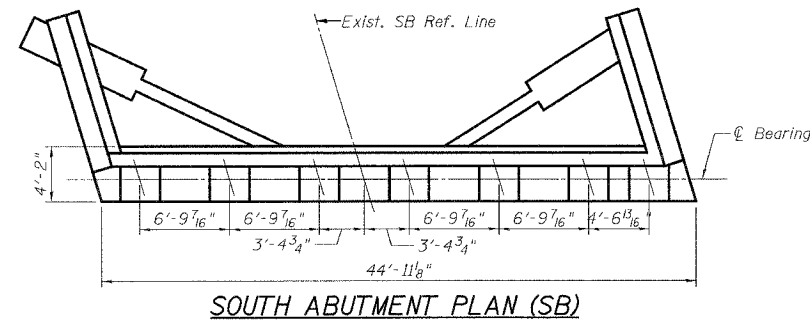 Exist. SB Ref. Line
℄ Bearing
4'-2"
6'-9 7/16" 6'-9 7/16" 6'-9 7/16" 6'-9 7/16" 4'-6 13/16"
3'-4 3/4" 3'-4 3/4"
44'-11 1/8"
SOUTH ABUTMENT PLAN (SB)